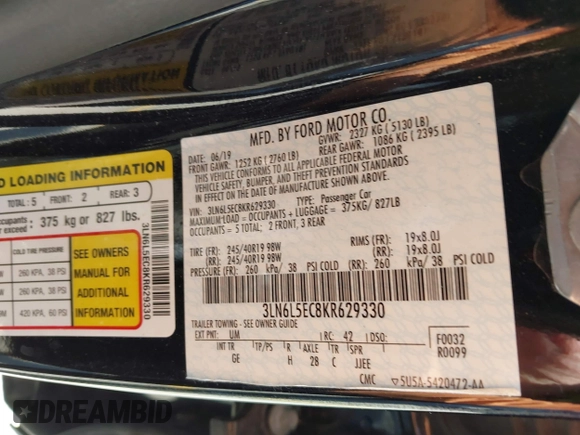 O LOADING INFORMATION
TOTAL: 5 FRONT: 2 REAR: 3
375 kg or 827 lbs.
COLD TIRE PRESSURE
260 KPA, 38 PSI
260 KPA, 38 PSI
420 KPA, 60 PSI
SEE OWNERS
MANUAL FOR
ADDITIONAL
INFORMATION
3LN6L5EC8KR629330
MFD. BY FORD MOTOR CO.
06/19 GVWR: 2327 KG (5130 LB)
FRONT GAWR: 1252 KG (2760 LB) REAR GAWR: 1086 KG (2395 LB)
THIS VEHICLE CONFORMS TO ALL APPLICABLE FEDERAL MOTOR
VEHICLE SAFETY, BUMPER, AND THEFT PREVENTION STANDARDS
IN EFFECT ON THE DATE OF MANUFACTURE SHOWN ABOVE.
VIN: 3LN6L5EC8KR629330 TYPE: Passenger Car
MAXIMUM LOAD = OCCUPANTS + LUGGAGE = 375KG/ 827LB
OCCUPANTS = 5 TOTAL: 2 FRONT, 3 REAR
TIRE (FR): 245/40R19 98W RIMS (FR): 19x8.0J
TIRE (RR): 245/40R19 98W RIMS (RR): 19x8.0J
PRESSURE (FR): 260 kPa/ 38 PSI COLD (RR): 260 kPa/ 38 PSI COLD
3LN6L5EC8KR629330
TRAILER TOWING - SEE OWNER GUIDE.
EXT PNT: UM RC: 42 DSO: F0032
INT TR TP/PS R AXLE TR SPR R0099
GE H 28 C JJEE
CMC 5U5A-5420472-AA
DREAMBID